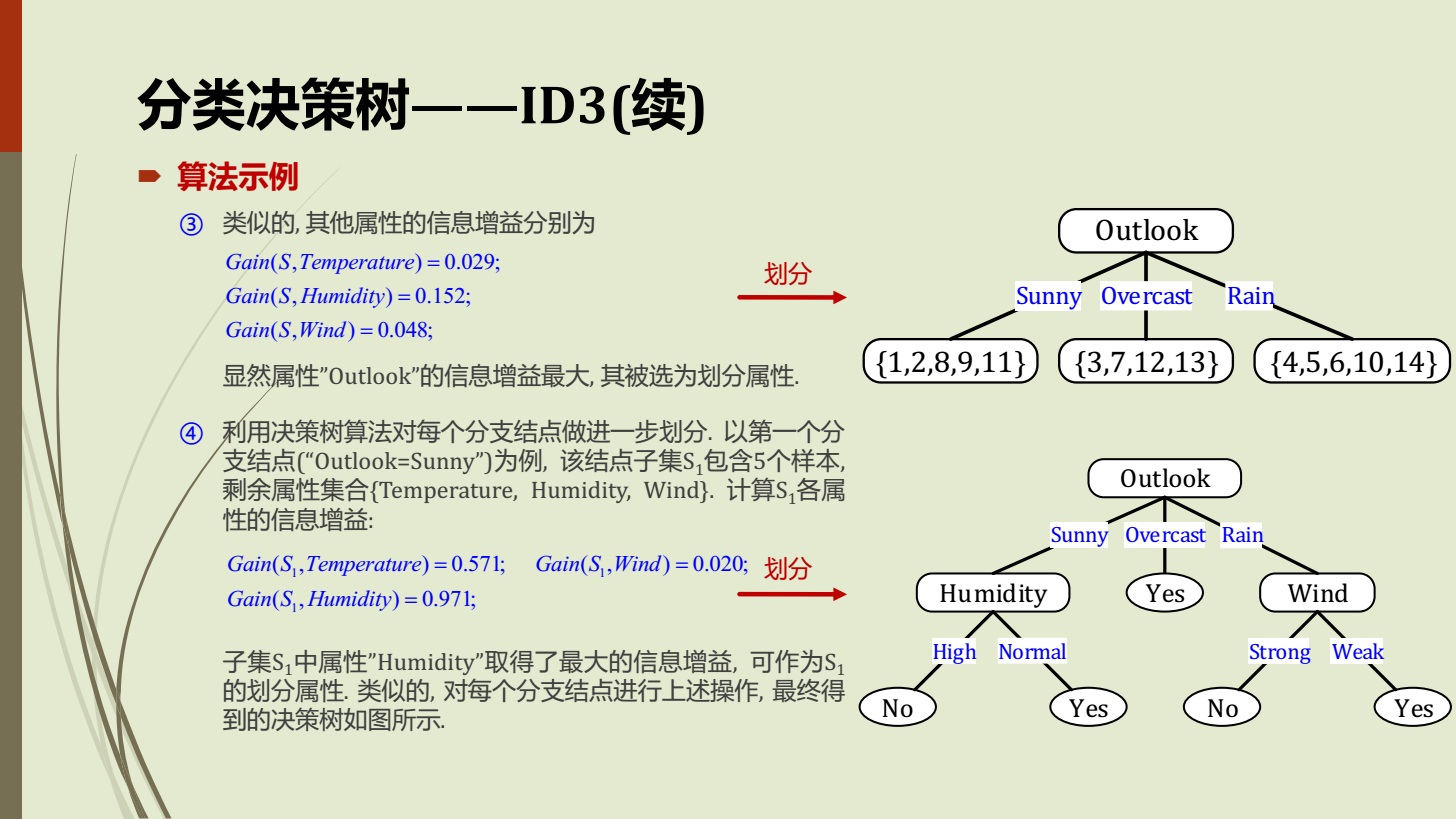 分类决策树——ID3(续)
算法示例
③ 类似的, 其他属性的信息增益分别为
Gain(S,Temperature) = 0.029;
Gain(S,Humidity) = 0.152;
Gain(S,Wind) = 0.048;
显然属性”Outlook”的信息增益最大, 其被选为划分属性.
④ 利用决策树算法对每个分支结点做进一步划分. 以第一个分
支结点(“Outlook=Sunny”)为例, 该结点子集S₁包含5个样本,
剩余属性集合{Temperature, Humidity, Wind}. 计算S₁各属
性的信息增益:
Gain(S₁,Temperature) = 0.571; Gain(S₁,Wind) = 0.020;
Gain(S₁,Humidity) = 0.971;
子集S₁中属性”Humidity”取得了最大的信息增益, 可作为S₁
的划分属性. 类似的, 对每个分支结点进行上述操作, 最终得
到的决策树如图所示.
划分
Outlook
Sunny Overcast Rain
{1,2,8,9,11} {3,7,12,13} {4,5,6,10,14}
划分
Outlook
Sunny Overcast Rain
Humidity Yes Wind
High Normal Strong Weak
No Yes No Yes